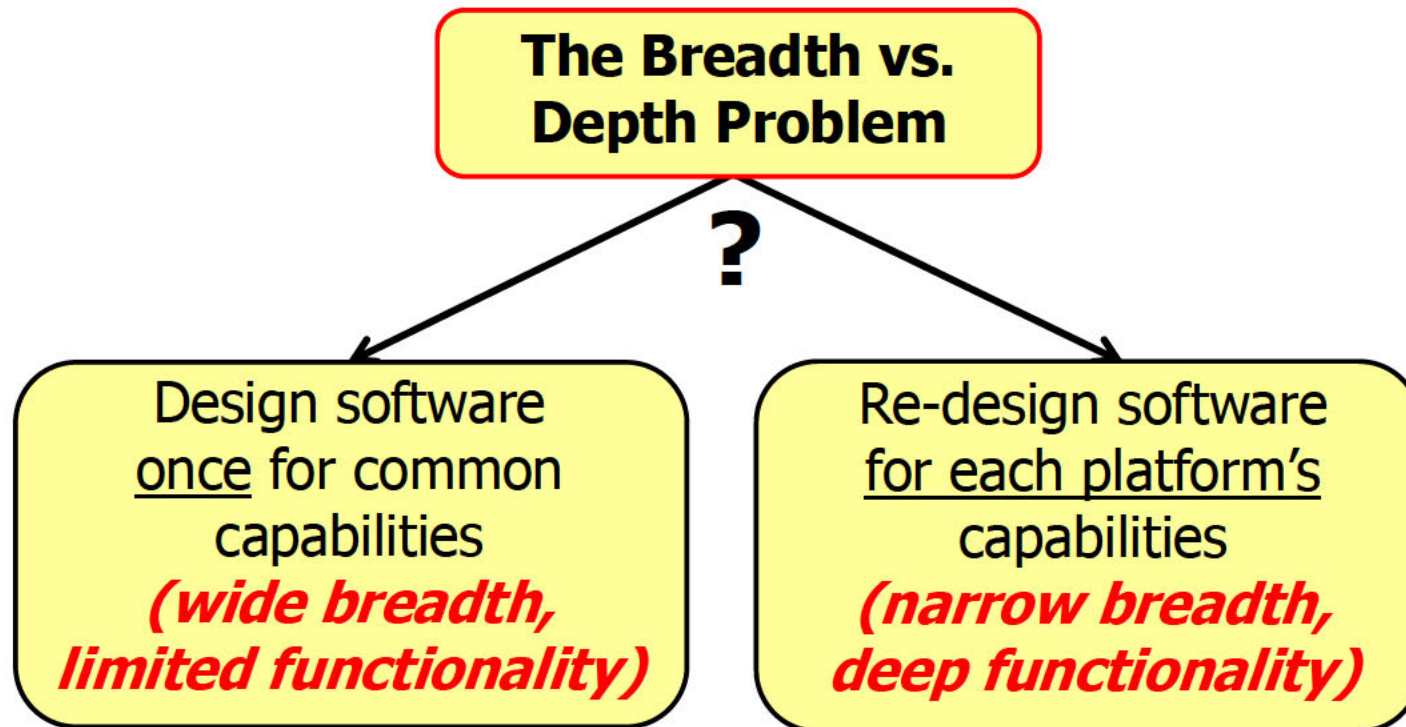 The Breadth vs.
Depth Problem
?
Design software
once for common
capabilities
(wide breadth,
limited functionality)
Re-design software
for each platform’s
capabilities
(narrow breadth,
deep functionality)